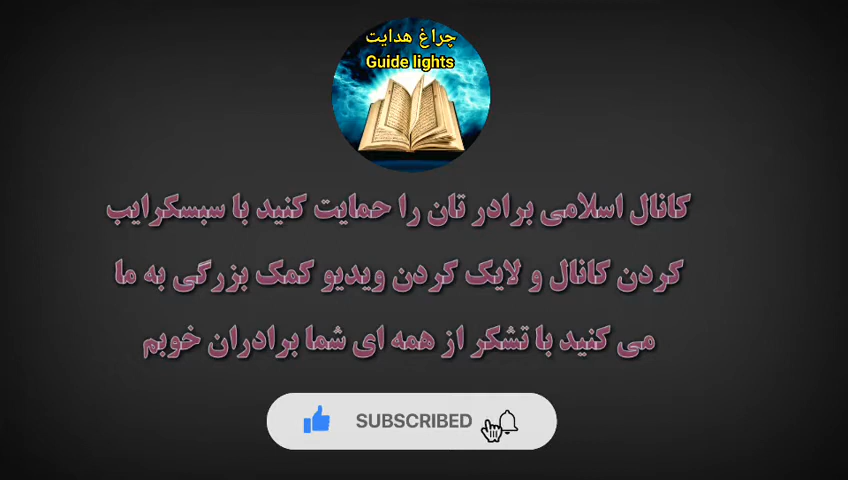 چراغ هدایت
Guide lights
کانال اسلامی برادر تان را حمایت کنید با سبسکرایب
کردن کانال و لایک کردن ویدیو کمک بزرگی به ما
می کنید با تشکر از همه ای شما برادران خوبم
SUBSCRIBED